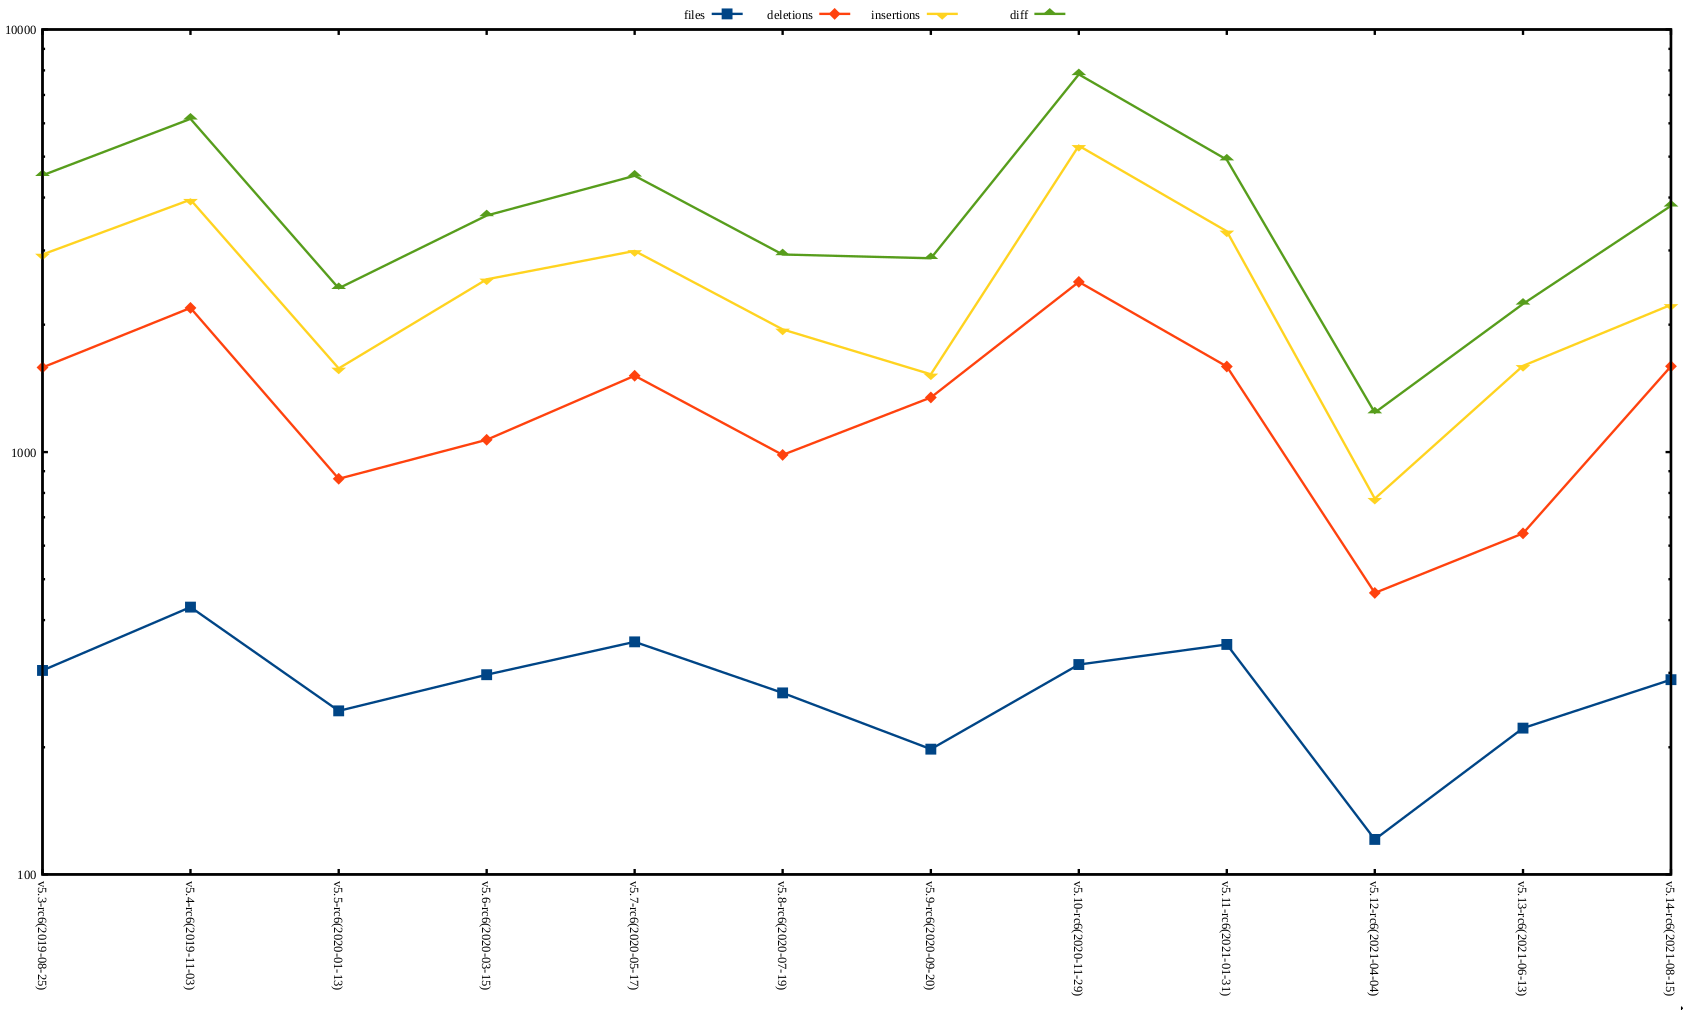 files deletions insertions diff
10000
1000
100
v5.3-rc6(2019-08-25)
v5.4-rc6(2019-11-03)
v5.5-rc6(2020-01-13)
v5.6-rc6(2020-03-15)
v5.7-rc6(2020-05-17)
v5.8-rc6(2020-07-19)
v5.9-rc6(2020-09-20)
v5.10-rc6(2020-11-29)
v5.11-rc6(2021-01-31)
v5.12-rc6(2021-04-04)
v5.13-rc6(2021-06-13)
v5.14-rc6(2021-08-15)